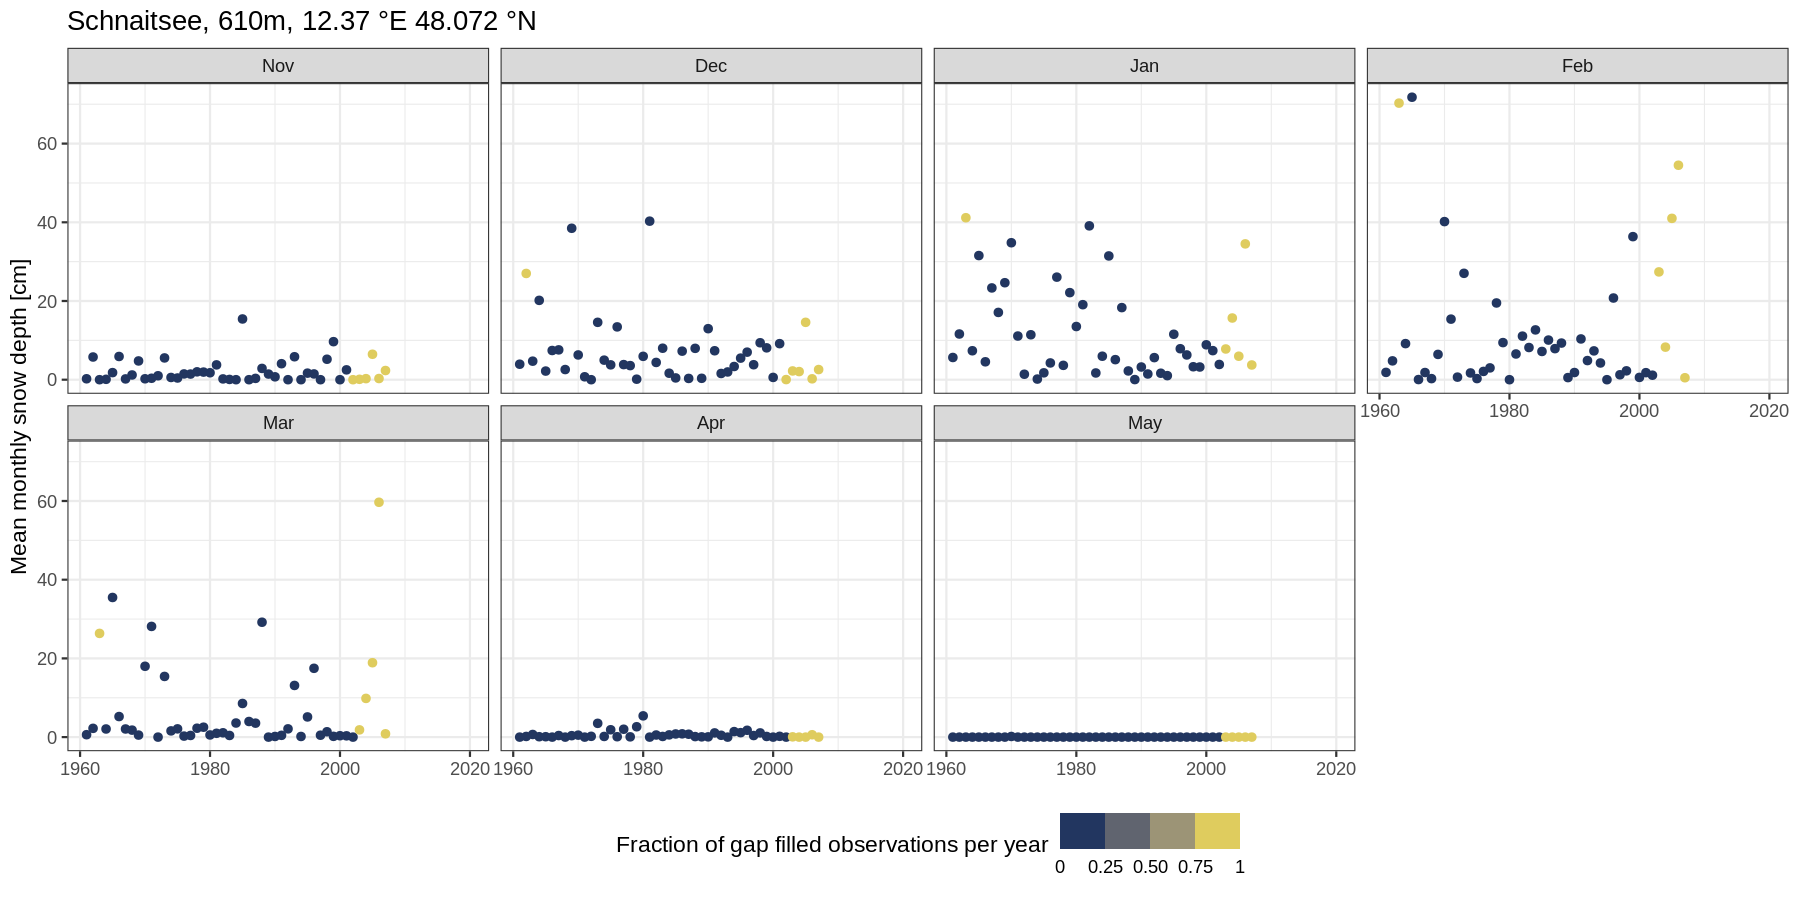 Schnaitsee, 610m, 12.37 °E 48.072 °N
Nov
Dec
Jan
Feb
60
40
20
0
1960 1980 2000 2020
Mar
Apr
May
60
40
20
0
1960 1980 2000 2020
1960 1980 2000 2020
1960 1980 2000 2020
Mean monthly snow depth [cm]
Fraction of gap filled observations per year
0 0.25 0.50 0.75 1